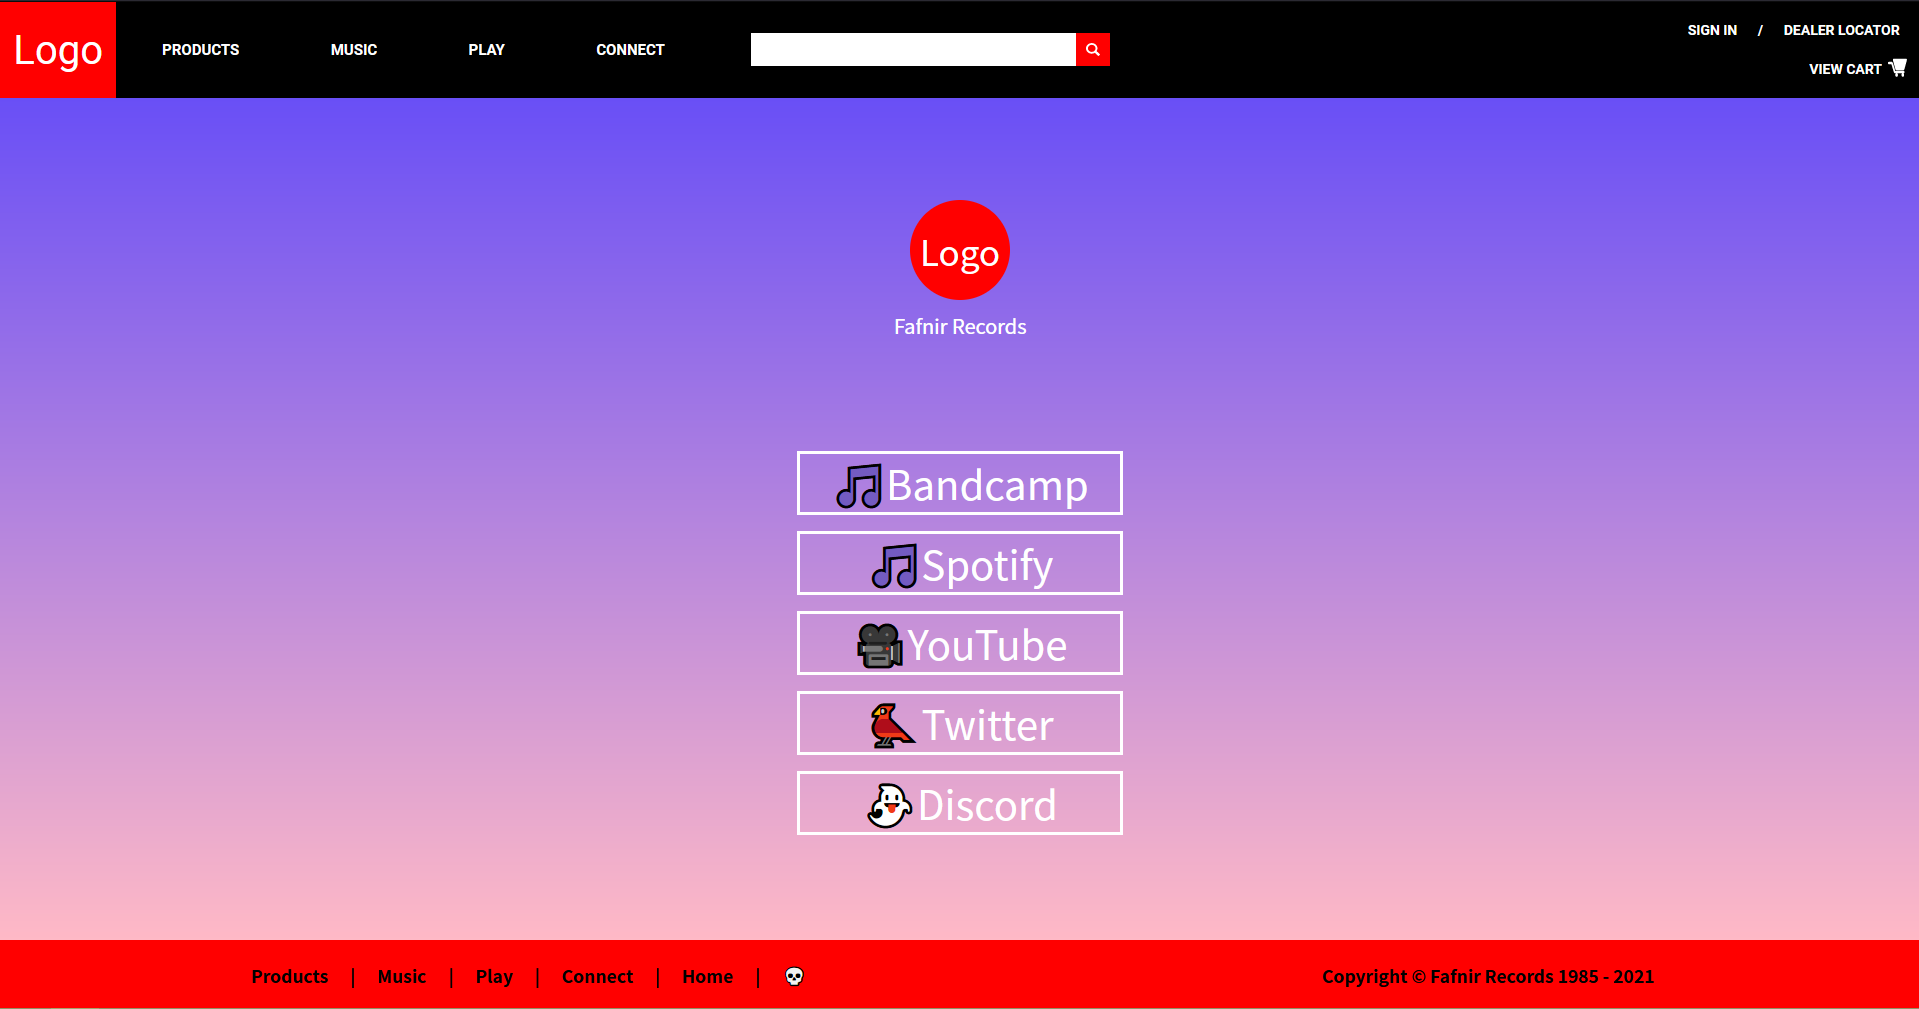 Logo
PRODUCTS MUSIC PLAY CONNECT
SIGN IN / DEALER LOCATOR
VIEW CART
Logo
Fafnir Records
Bandcamp
Spotify
YouTube
Twitter
Discord
Products | Music | Play | Connect | Home |
Copyright © Fafnir Records 1985 - 2021